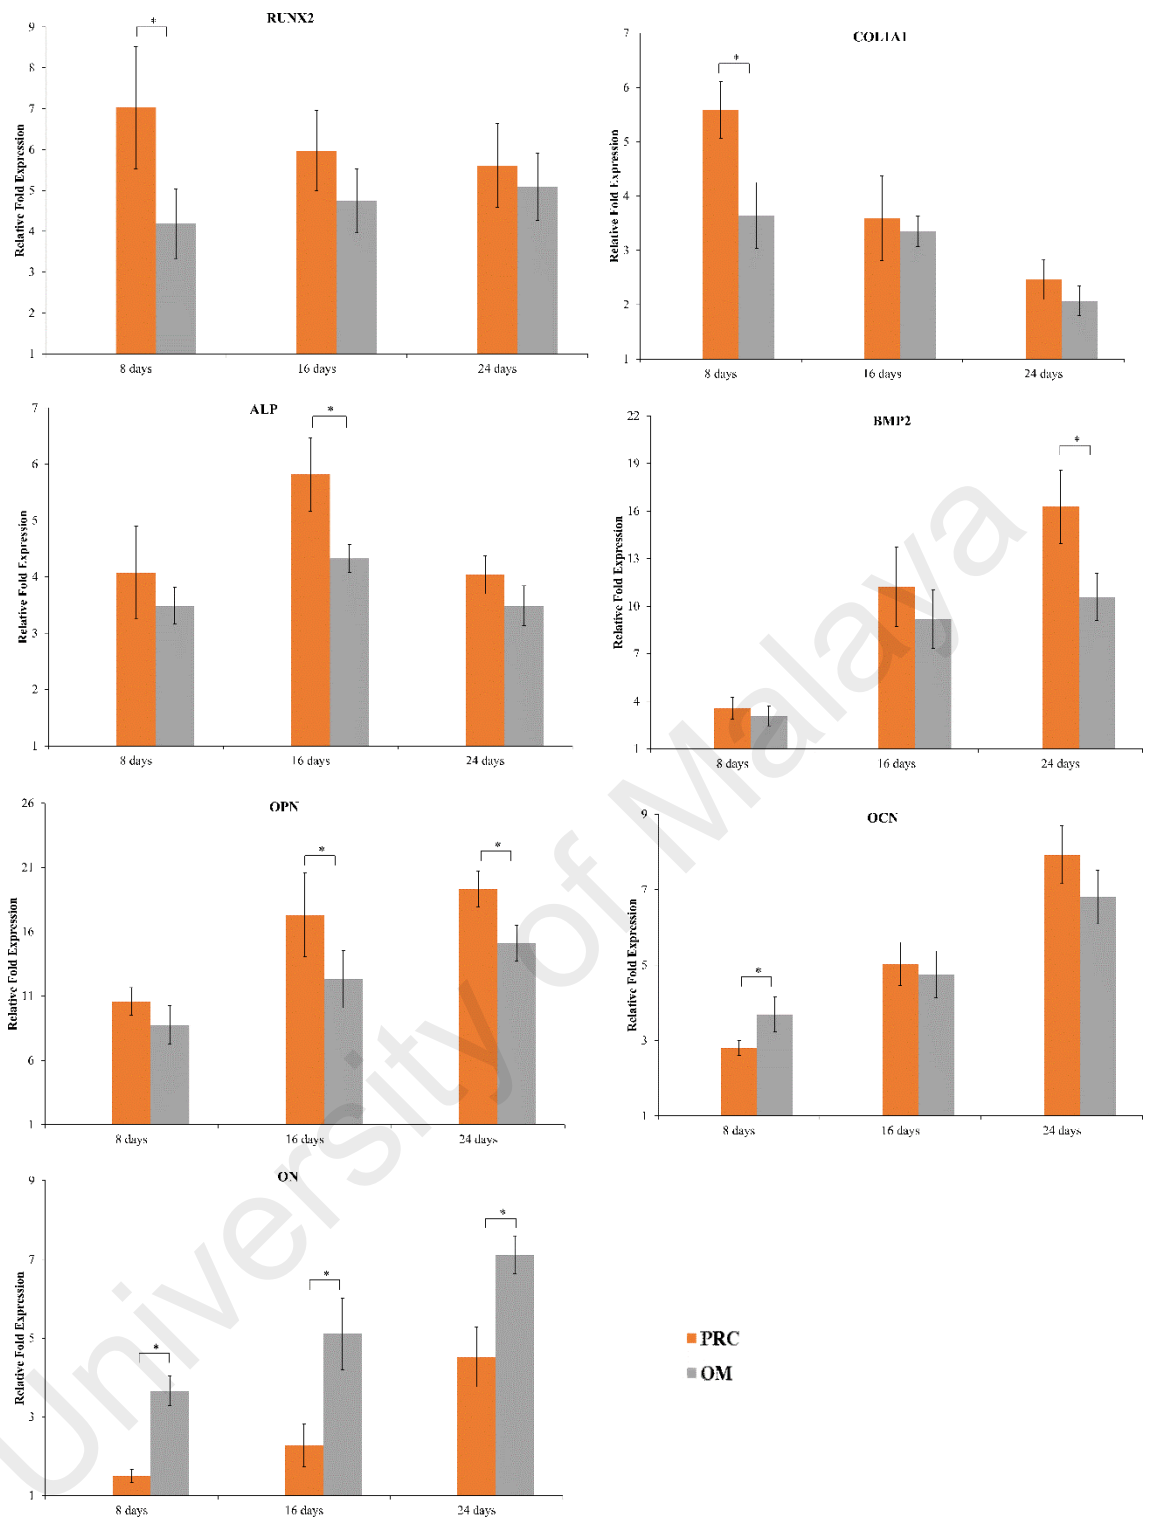 RUNX2
*
9
8
7
6
5
4
3
2
1
Relative Fold Expression
8 days
16 days
24 days
COL1A1
*
7
6
5
4
3
2
1
Relative Fold Expression
8 days
16 days
24 days
ALP
*
7
6
5
4
3
2
1
Relative Fold Expression
8 days
16 days
24 days
BMP2
*
22
19
16
13
10
7
4
1
Relative Fold Expression
8 days
16 days
24 days
OPN
*
*
26
21
16
11
6
1
Relative Fold Expression
8 days
16 days
24 days
OCN
*
9
7
5
3
1
Relative Fold Expression
8 days
16 days
24 days
ON
*
*
*
9
7
5
3
1
Relative Fold Expression
8 days
16 days
24 days
PRC
OM
University of Malaya